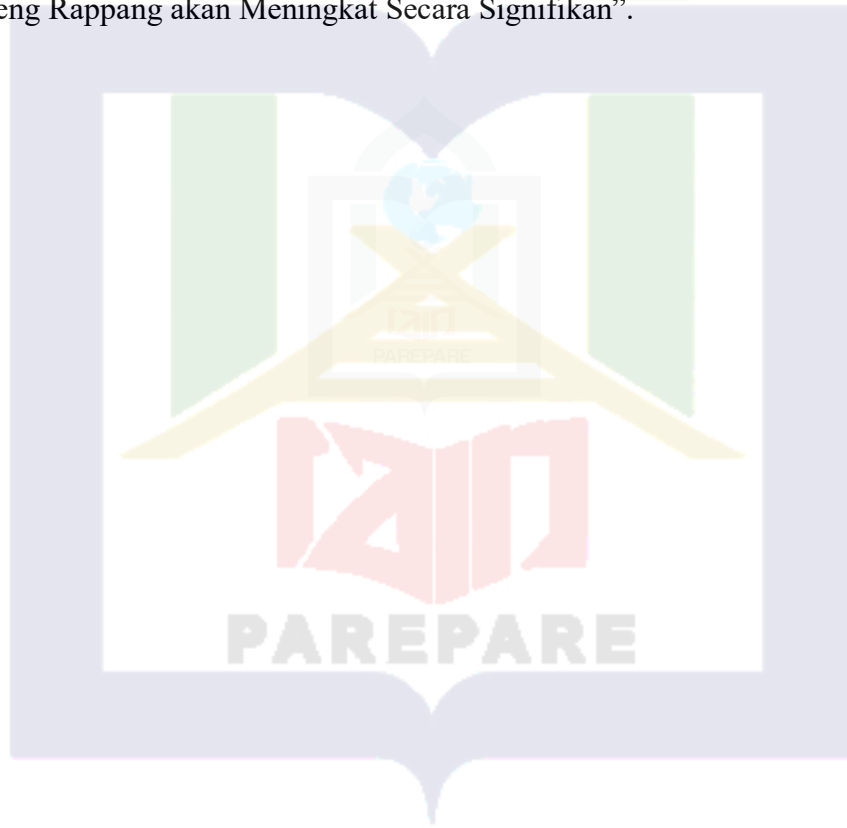 eng Rappang akan Meningkat Secara Signifikan”.
IAIN
PAREPARE
IAIN
PAREPARE